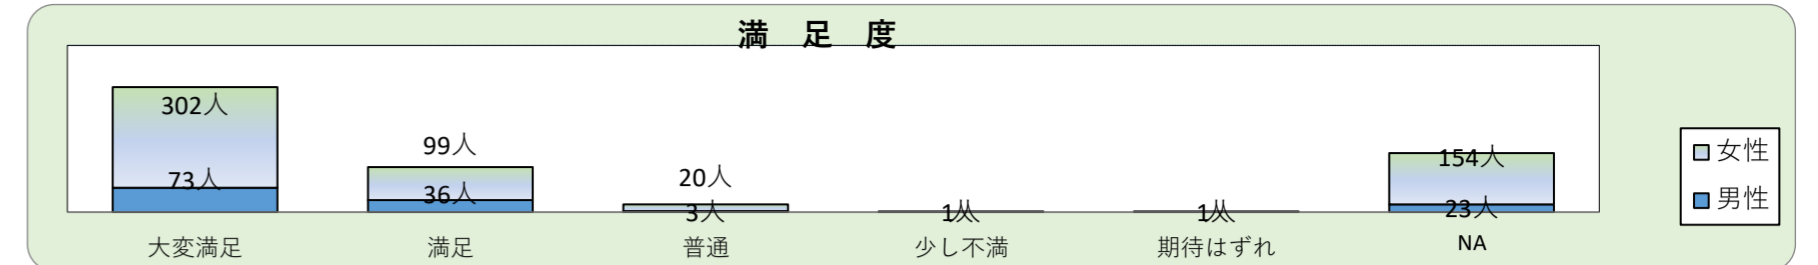 満 足 度
302人
73人
99人
36人
20人
3人
1人
1人
154人
23人
大変満足 満足 普通 少し不満 期待はずれ NA
女性
男性